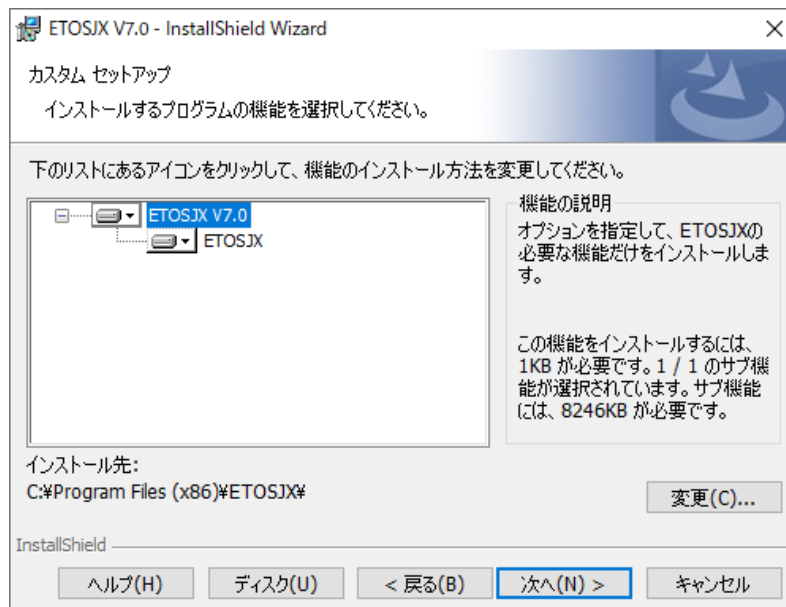 ETOSJX V7.0 - InstallShield Wizard
カスタム セットアップ
インストールするプログラムの機能を選択してください。
下のリストにあるアイコンをクリックして、機能のインストール方法を変更してください。
ETOSJX V7.0
ETOSJX
機能の説明
オプションを指定して、ETOSJXの
必要な機能だけをインストールしま
す。
この機能をインストールするには、
1KB が必要です。1 / 1 のサブ機
能が選択されています。サブ機能
には、8246KB が必要です。
インストール先:
C:¥Program Files (x86)¥ETOSJX¥
変更(C)...
InstallShield
ヘルプ(H)
ディスク(U)
< 戻る(B)
次へ(N) >
キャンセル